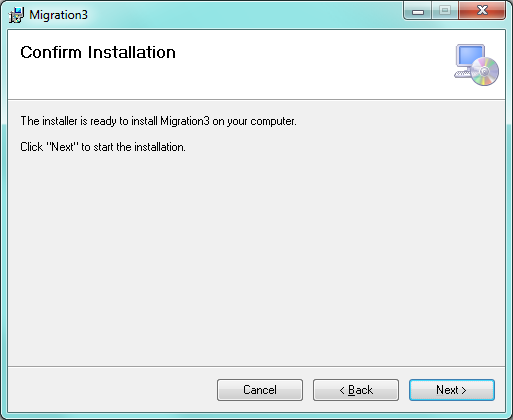 Migration3
Confirm Installation
The installer is ready to install Migration3 on your computer.
Click "Next" to start the installation.
Cancel
< Back
Next >